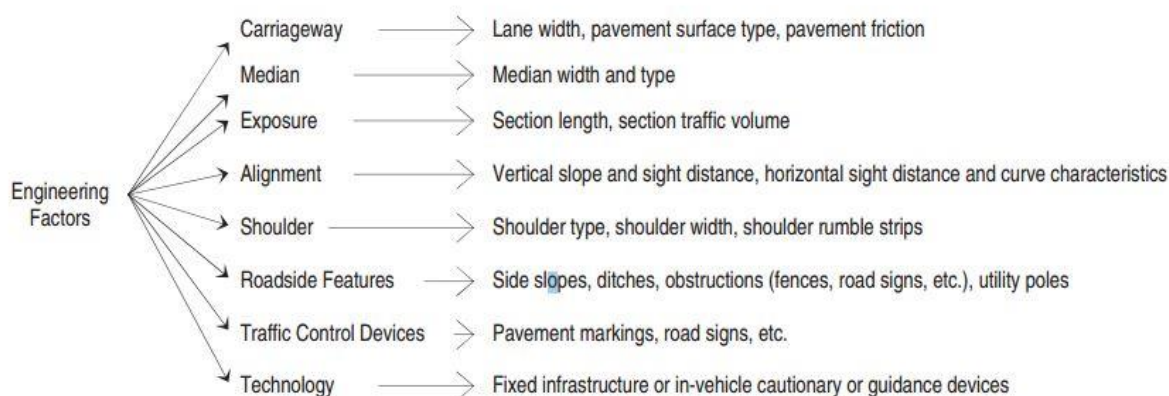 Carriageway Lane width, pavement surface type, pavement friction
Median Median width and type
Exposure Section length, section traffic volume
Alignment Vertical slope and sight distance, horizontal sight distance and curve characteristics
Engineering
Factors
Shoulder Shoulder type, shoulder width, shoulder rumble strips
Roadside Features Side slopes, ditches, obstructions (fences, road signs, etc.), utility poles
Traffic Control Devices Pavement markings, road signs, etc.
Technology Fixed infrastructure or in-vehicle cautionary or guidance devices